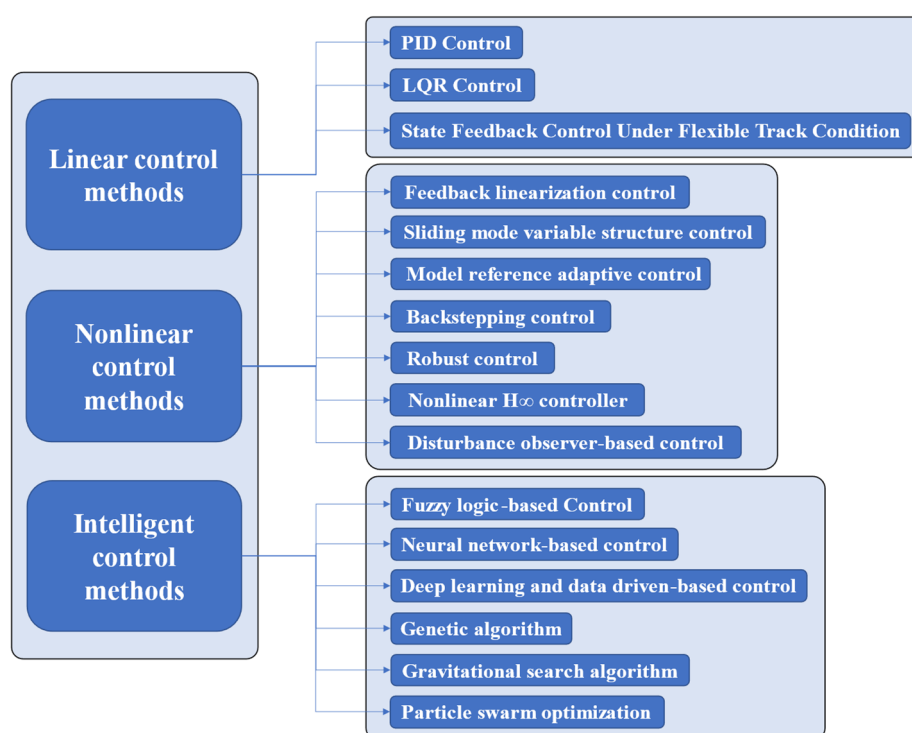 Linear control
methods
PID Control
LQR Control
State Feedback Control Under Flexible Track Condition
Nonlinear
control
methods
Feedback linearization control
Sliding mode variable structure control
Model reference adaptive control
Backstepping control
Robust control
Nonlinear H∞ controller
Disturbance observer-based control
Intelligent
control
methods
Fuzzy logic-based Control
Neural network-based control
Deep learning and data driven-based control
Genetic algorithm
Gravitational search algorithm
Particle swarm optimization